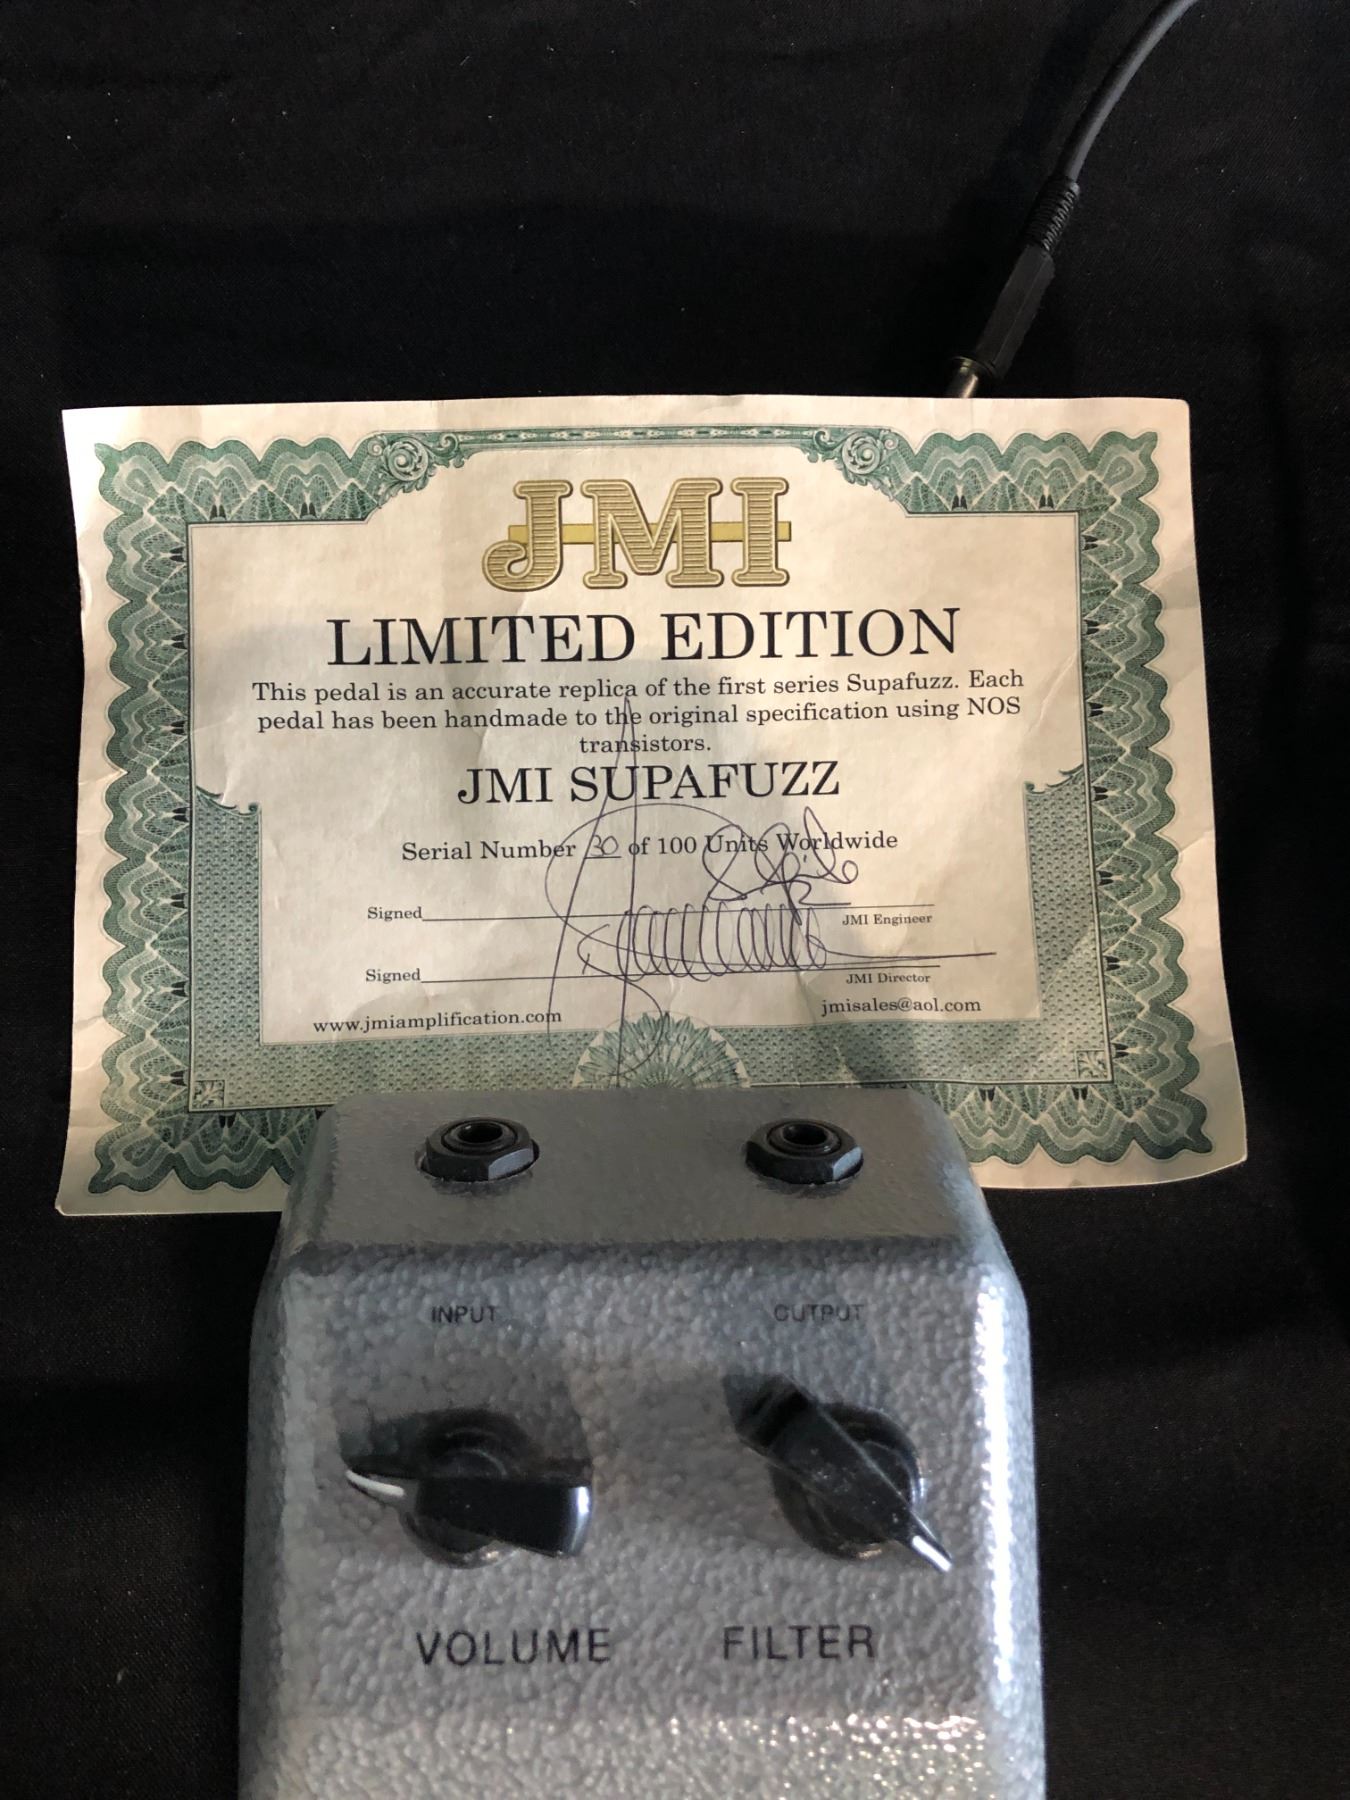 JMI
LIMITED EDITION
This pedal is an accurate replica of the first series Supafuzz. Each
pedal has been handmade to the original specification using NOS
transistors.
JMI SUPAFUZZ
Serial Number 30 of 100 Units Worldwide
Signed
JMI Engineer
Signed
JMI Director
www.jmiamplification.com
jmisales@aol.com
INPUT OUTPUT
VOLUME FILTER